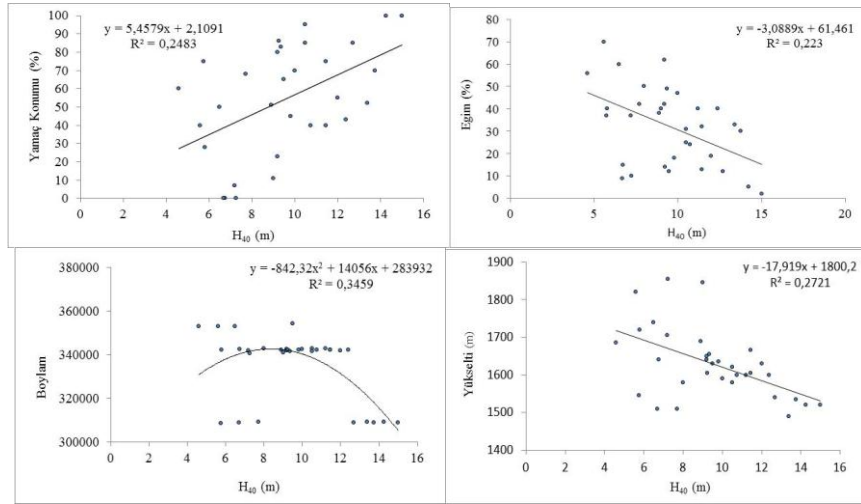 y = 5,4579x + 2,1091
R² = 0,2483
Yamaç Konumu (%)
100
90
80
70
60
50
40
30
20
10
0
0 2 4 6 8 10 12 14 16
H₄₀ (m)
y = -3,0889x + 61,461
R² = 0,223
Egim (%)
80
70
60
50
40
30
20
10
0
0 5 10 15 20
H₄₀ (m)
y = -842,32x² + 14056x + 283932
R² = 0,3459
Boylam
380000
360000
340000
320000
300000
0 2 4 6 8 10 12 14 16
H₄₀ (m)
y = -17,919x + 1800,2
R² = 0,2721
Yükselti (m)
1900
1800
1700
1600
1500
1400
0 2 4 6 8 10 12 14 16
H₄₀ (m)